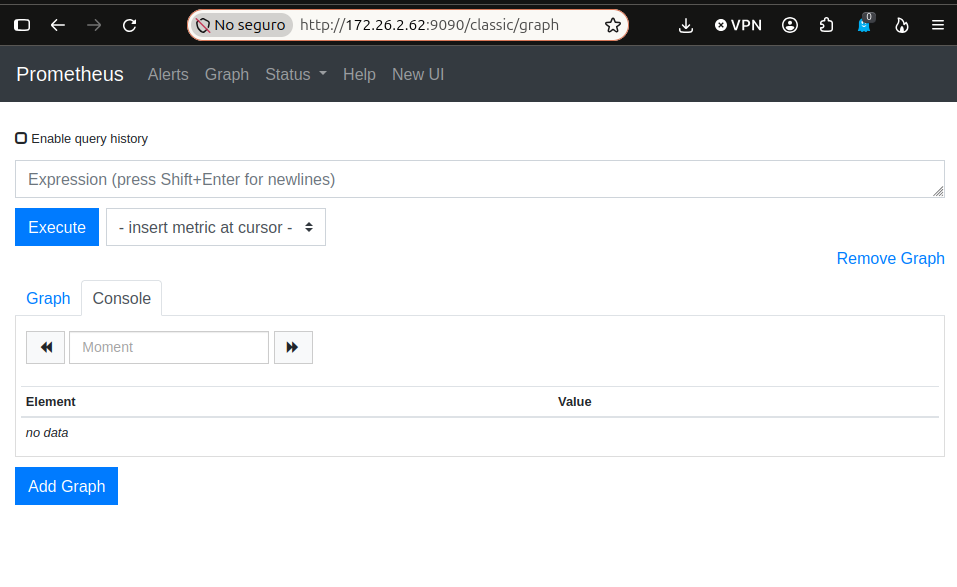 No seguro http://172.26.2.62:9090/classic/graph VPN 0
Prometheus Alerts Graph Status Help New UI
Enable query history
Expression (press Shift+Enter for newlines)
Execute - insert metric at cursor -
Remove Graph
Graph Console
Moment
Element Value
no data
Add Graph